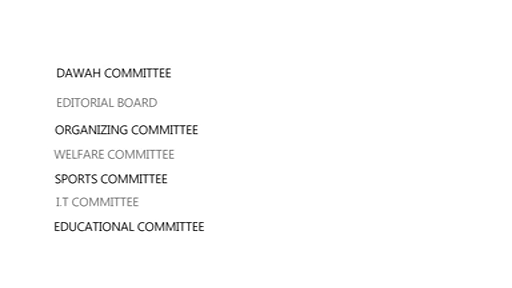 DAWAH COMMITTEE
EDITORIAL BOARD
ORGANIZING COMMITTEE
WELFARE COMMITTEE
SPORTS COMMITTEE
I.T COMMITTEE
EDUCATIONAL COMMITTEE